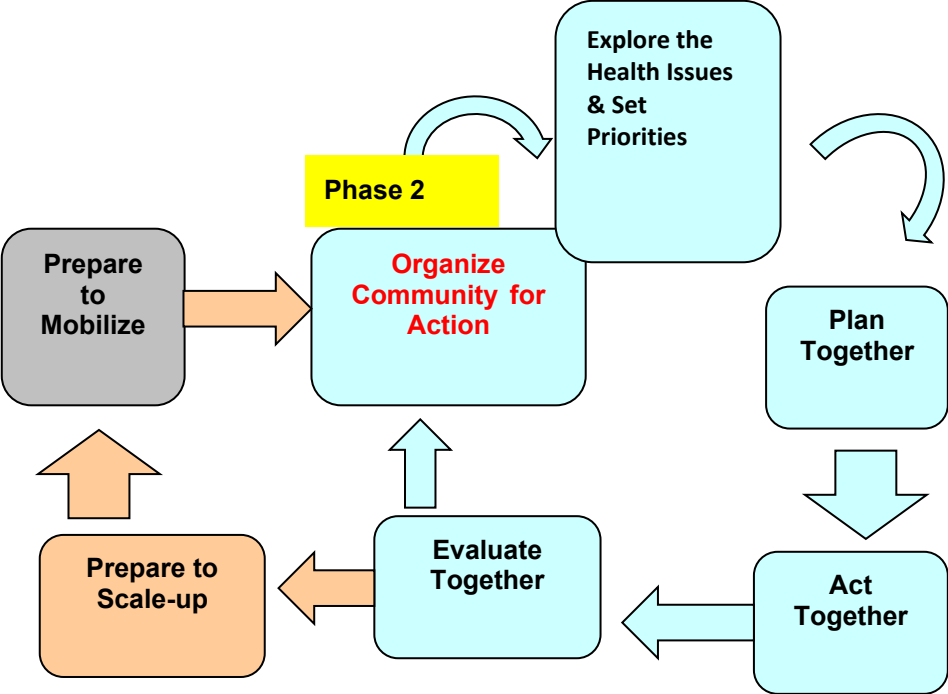 Explore the
Health Issues
& Set
Priorities
Phase 2
Prepare
to
Mobilize
Organize
Community for
Action
Plan
Together
Prepare to
Scale-up
Evaluate
Together
Act
Together